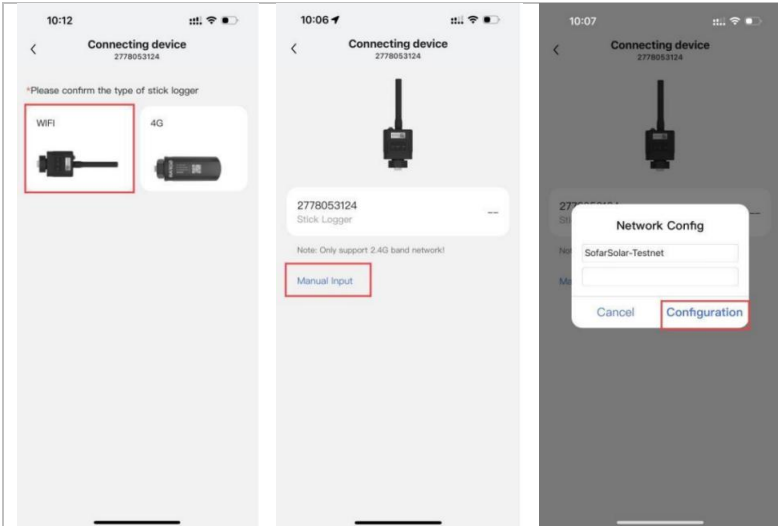 10:12
Connecting device
2778053124
*Please confirm the type of stick logger
WIFI
4G
10:06
Connecting device
2778053124
2778053124
Stick Logger
--
Note: Only support 2.4G band network!
Manual Input
10:07
Connecting device
2778053124
Network Config
SofarSolar-Testnet
Cancel
Configuration